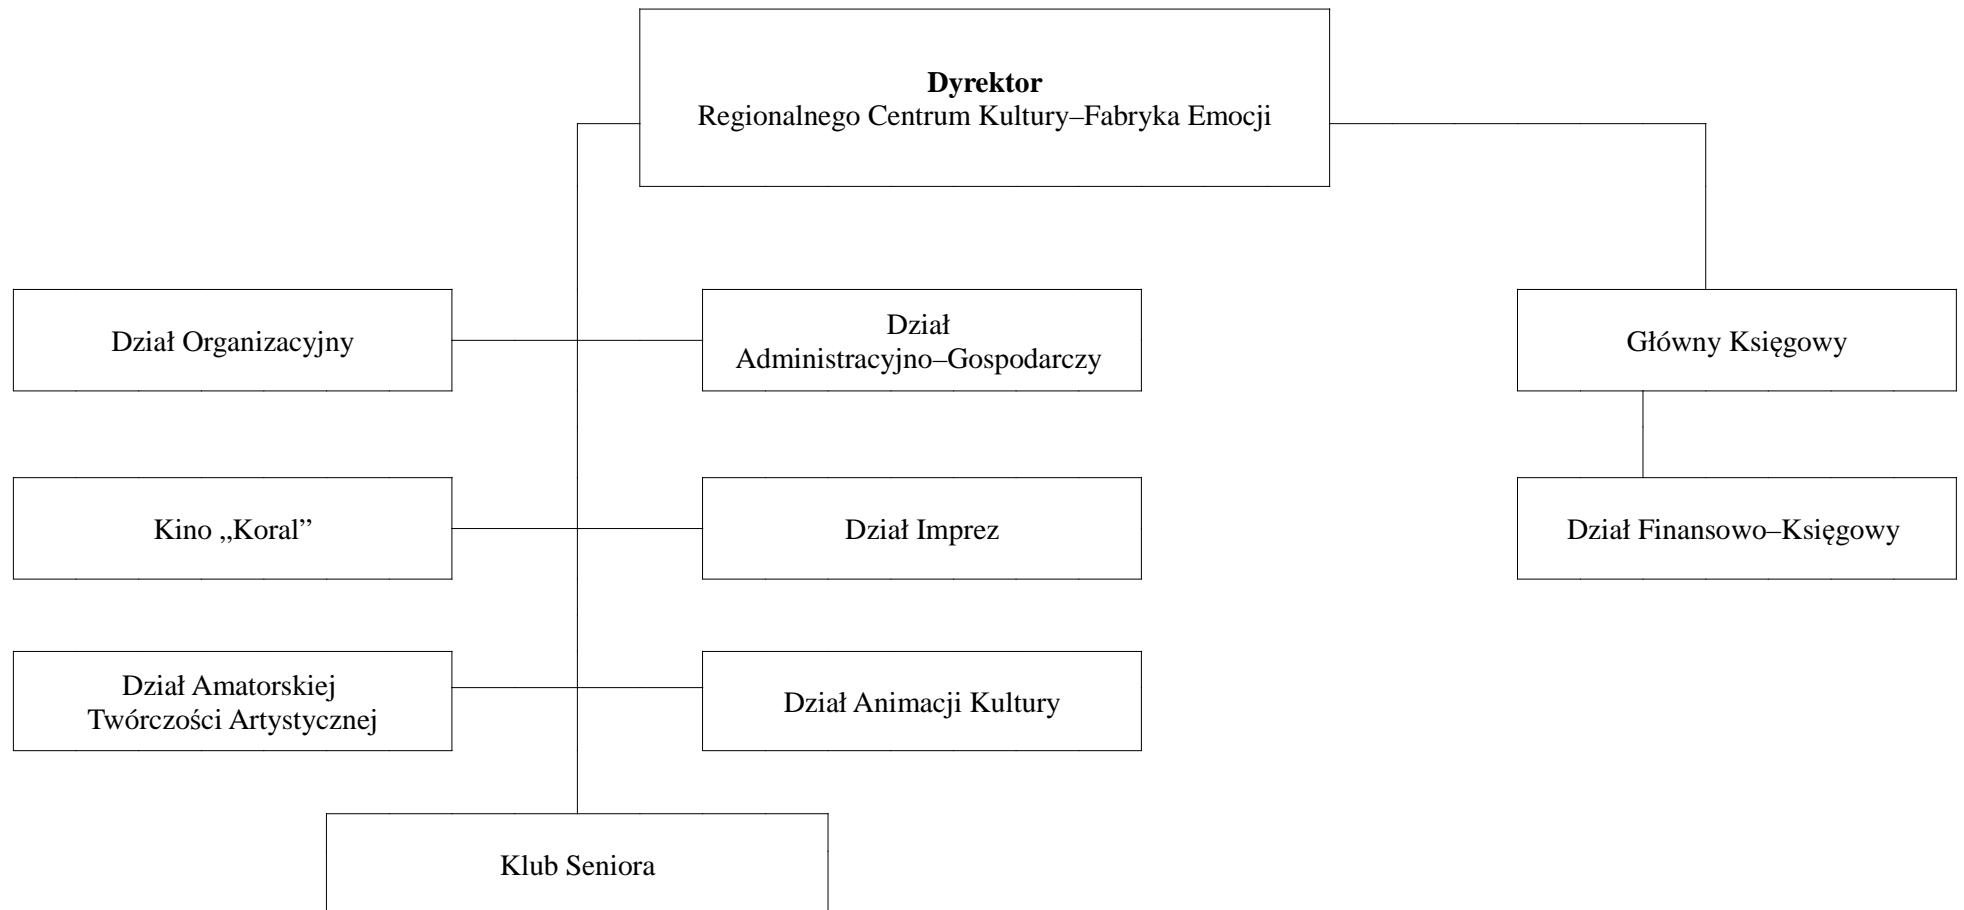 Dyrektor
Regionalnego Centrum Kultury–Fabryka Emocji
Dział Organizacyjny
Dział
Administracyjno–Gospodarczy
Główny Księgowy
Kino „Koral”
Dział Imprez
Dział Finansowo–Księgowy
Dział Amatorskiej
Twórczości Artystycznej
Dział Animacji Kultury
Klub Seniora